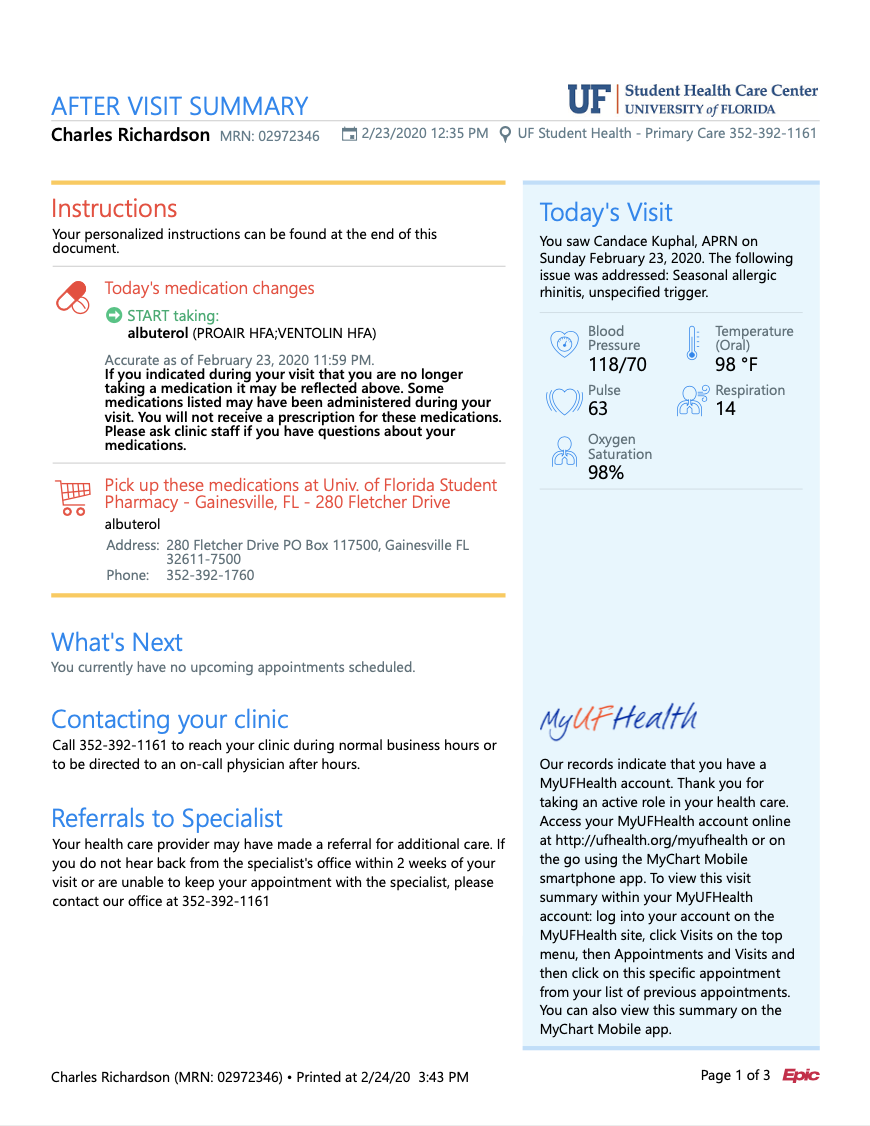 AFTER VISIT SUMMARY
UF Student Health Care Center
UNIVERSITY of FLORIDA
Charles Richardson MRN: 02972346 2/23/2020 12:35 PM UF Student Health - Primary Care 352-392-1161
Instructions
Your personalized instructions can be found at the end of this
document.
Today's medication changes
START taking:
albuterol (PROAIR HFA;VENTOLIN HFA)
Accurate as of February 23, 2020 11:59 PM.
If you indicated during your visit that you are no longer
taking a medication it may be reflected above. Some
medications listed may have been administered during your
visit. You will not receive a prescription for these medications.
Please ask clinic staff if you have questions about your
medications.
Pick up these medications at Univ. of Florida Student
Pharmacy - Gainesville, FL - 280 Fletcher Drive
albuterol
Address: 280 Fletcher Drive PO Box 117500, Gainesville FL
32611-7500
Phone: 352-392-1760
What's Next
You currently have no upcoming appointments scheduled.
Contacting your clinic
Call 352-392-1161 to reach your clinic during normal business hours or
to be directed to an on-call physician after hours.
Referrals to Specialist
Your health care provider may have made a referral for additional care. If
you do not hear back from the specialist's office within 2 weeks of your
visit or are unable to keep your appointment with the specialist, please
contact our office at 352-392-1161
Today's Visit
You saw Candace Kuphal, APRN on
Sunday February 23, 2020. The following
issue was addressed: Seasonal allergic
rhinitis, unspecified trigger.
Blood
Pressure
118/70
Temperature
(Oral)
98 °F
Pulse
63
Respiration
14
Oxygen
Saturation
98%
MyUFHealth
Our records indicate that you have a
MyUFHealth account. Thank you for
taking an active role in your health care.
Access your MyUFHealth account online
at http://ufhealth.org/myufhealth or on
the go using the MyChart Mobile
smartphone app. To view this visit
summary within your MyUFHealth
account: log into your account on the
MyUFHealth site, click Visits on the top
menu, then Appointments and Visits and
then click on this specific appointment
from your list of previous appointments.
You can also view this summary on the
MyChart Mobile app.
Charles Richardson (MRN: 02972346) • Printed at 2/24/20 3:43 PM
Page 1 of 3 Epic